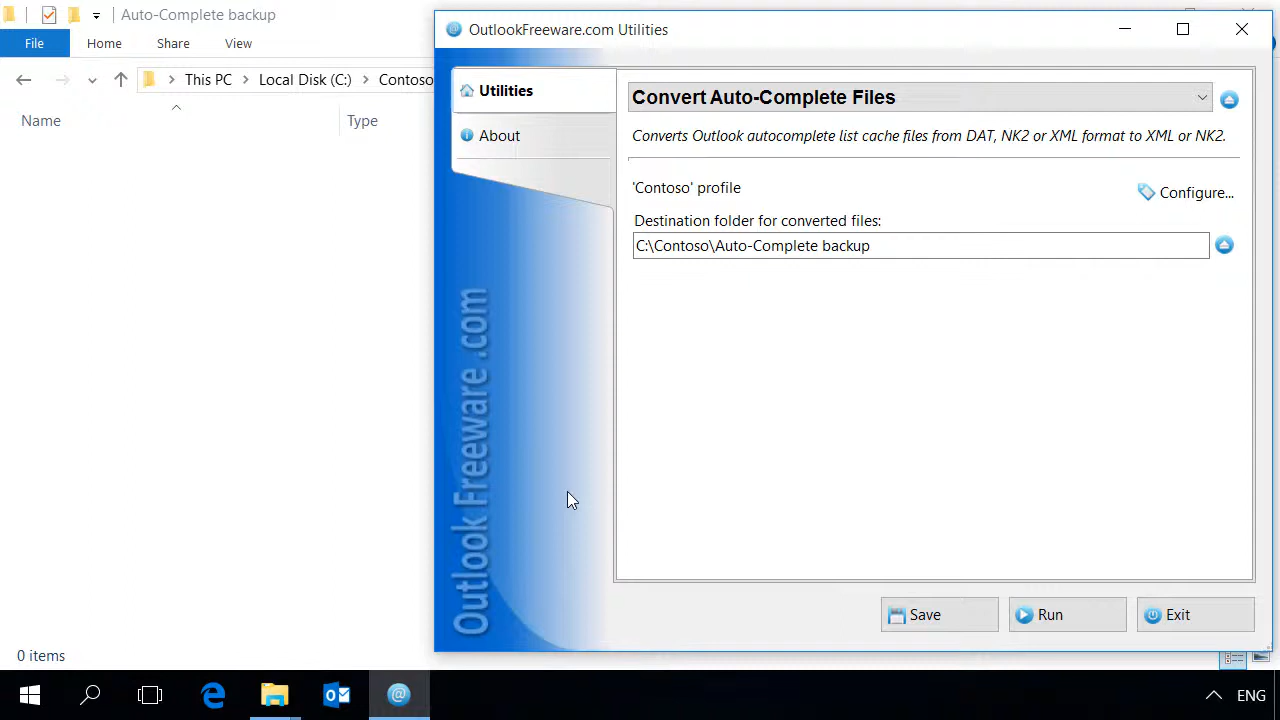 Auto-Complete backup
File
Home
Share
View
This PC
Local Disk (C:)
Contoso
Name
Type
0 items
OutlookFreeware.com Utilities
Utilities
About
Outlook Freeware .com
Convert Auto-Complete Files
Converts Outlook autocomplete list cache files from DAT, NK2 or XML format to XML or NK2.
'Contoso' profile
Configure...
Destination folder for converted files:
C:\Contoso\Auto-Complete backup
Save
Run
Exit
ENG